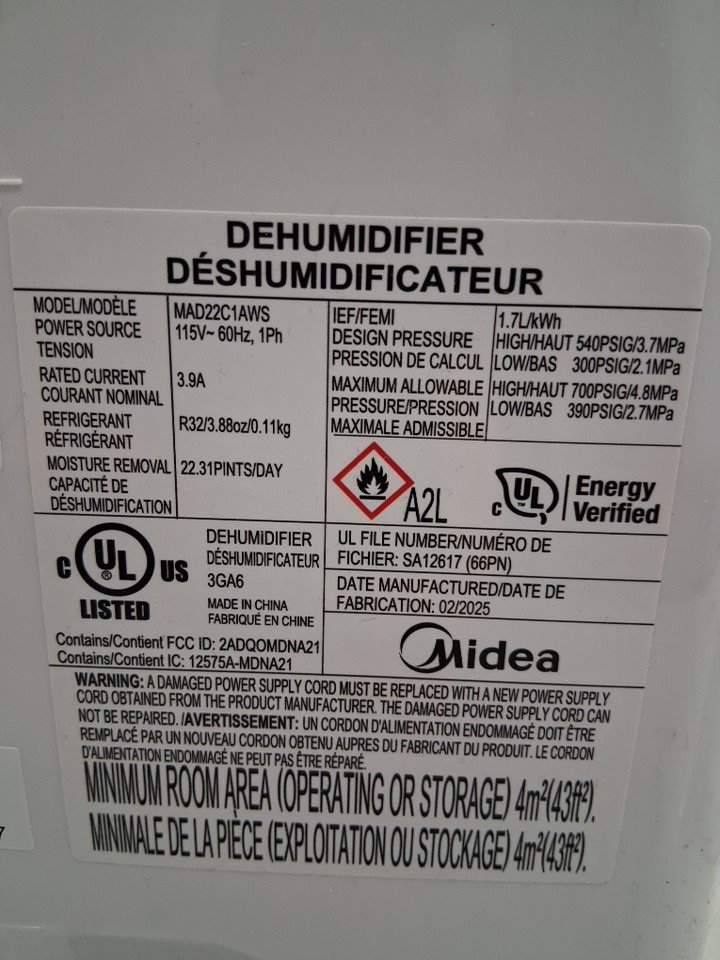 DEHUMIDIFIER
DÉSHUMIDIFICATEUR
MODEL/MODÈLE MAD22C1AWS
POWER SOURCE 115V~ 60Hz, 1Ph
TENSION
RATED CURRENT 3.9A
COURANT NOMINAL
REFRIGERANT R32/3.88oz/0.11kg
RÉFRIGÉRANT
MOISTURE REMOVAL 22.31PINTS/DAY
CAPACITÉ DE
DÉSHUMIDIFICATION
IEF/FEMI 1.7L/kWh
DESIGN PRESSURE HIGH/HAUT 540PSIG/3.7MPa
PRESSION DE CALCUL LOW/BAS 300PSIG/2.1MPa
MAXIMUM ALLOWABLE HIGH/HAUT 700PSIG/4.8MPa
PRESSURE/PRESSION LOW/BAS 390PSIG/2.7MPa
MAXIMALE ADMISSIBLE
A2L
C UL Energy
Verified
C UL ® US
LISTED
DEHUMIDIFIER
DÉSHUMIDIFICATEUR
3GA6
MADE IN CHINA
FABRIQUÉ EN CHINE
UL FILE NUMBER/NUMÉRO DE
FICHIER: SA12617 (66PN)
DATE MANUFACTURED/DATE DE
FABRICATION: 02/2025
Contains/Contient FCC ID: 2ADQOMDNA21
Contains/Contient IC: 12575A-MDNA21
Midea
WARNING: A DAMAGED POWER SUPPLY CORD MUST BE REPLACED WITH A NEW POWER SUPPLY
CORD OBTAINED FROM THE PRODUCT MANUFACTURER. THE DAMAGED POWER SUPPLY CORD CAN
NOT BE REPAIRED. /AVERTISSEMENT: UN CORDON D'ALIMENTATION ENDOMMAGÉ DOIT ÊTRE
REMPLACÉ PAR UN NOUVEAU CORDON OBTENU AUPRES DU FABRICANT DU PRODUIT. LE CORDON
D'ALIMENTATION ENDOMMAGÉ NE PEUT PAS ÊTRE RÉPARÉ.
MINIMUM ROOM AREA (OPERATING OR STORAGE) 4m²(43ft²).
MINIMALE DE LA PIÈCE (EXPLOITATION OU STOCKAGE) 4m²(43ft²).